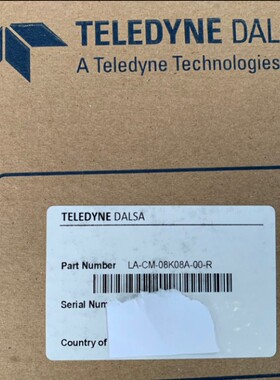 TELEDYNE DAL
A Teledyne Technologies
TELEDYNE DALSA
Part Number LA-CM-08K08A-00-R
Serial Num
Country of